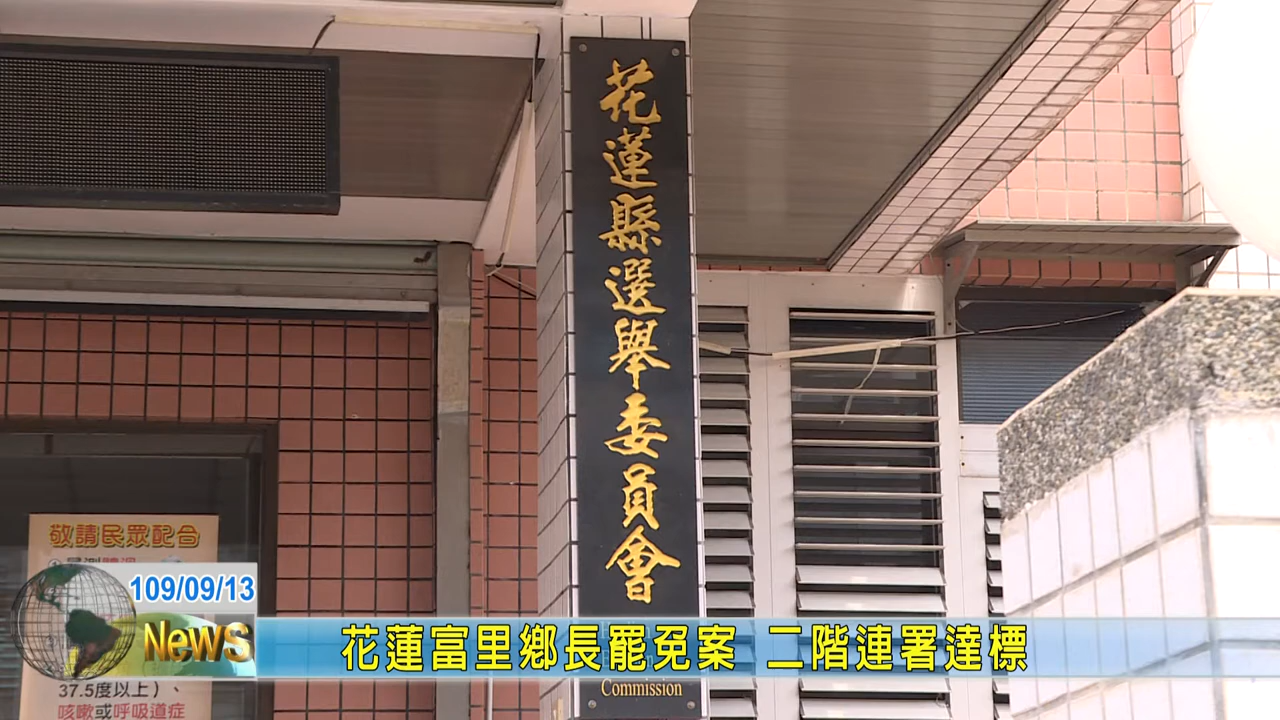 花蓮縣選舉委員會
Commission
敬請民眾配合
109/09/13
News
花蓮富里鄉長罷免案 二階連署達標
37.5度以上）、
咳嗽或呼吸道症